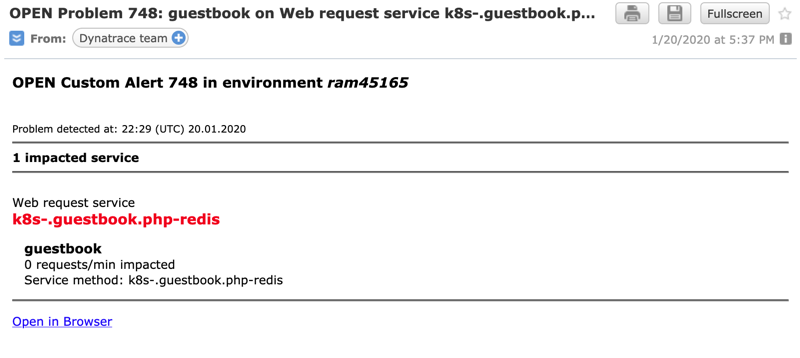 OPEN Problem 748: guestbook on Web request service k8s-.guestbook.p...
Fullscreen
From: Dynatrace team
1/20/2020 at 5:37 PM
OPEN Custom Alert 748 in environment ram45165
Problem detected at: 22:29 (UTC) 20.01.2020
1 impacted service
Web request service
k8s-.guestbook.php-redis
guestbook
0 requests/min impacted
Service method: k8s-.guestbook.php-redis
Open in Browser